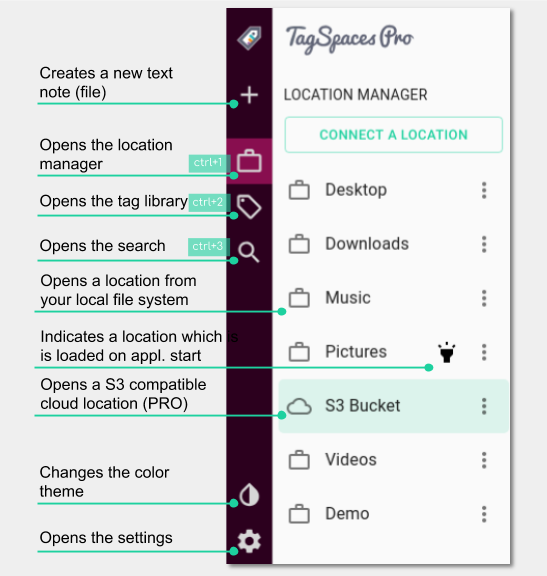 TagSpaces Pro
Creates a new text
note (file)
LOCATION MANAGER
CONNECT A LOCATION
Opens the location
manager
ctrl+1
Desktop
Opens the tag library
ctrl+2
Opens the search
ctrl+3
Downloads
Opens a location from
your local file system
Music
Indicates a location which is
is loaded on appl. start
Pictures
Opens a S3 compatible
cloud location (PRO)
S3 Bucket
Videos
Changes the color
theme
Demo
Opens the settings